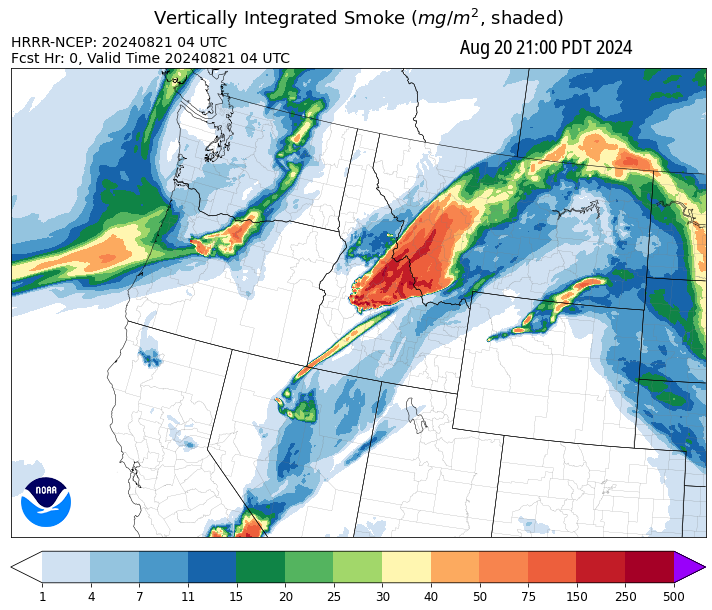 Vertically Integrated Smoke (mg/m², shaded)
HRRR-NCEP: 20240821 04 UTC
Aug 20 21:00 PDT 2024
Fcst Hr: 0, Valid Time 20240821 04 UTC
NOAA
1 4 7 11 15 20 25 30 40 50 75 150 250 500